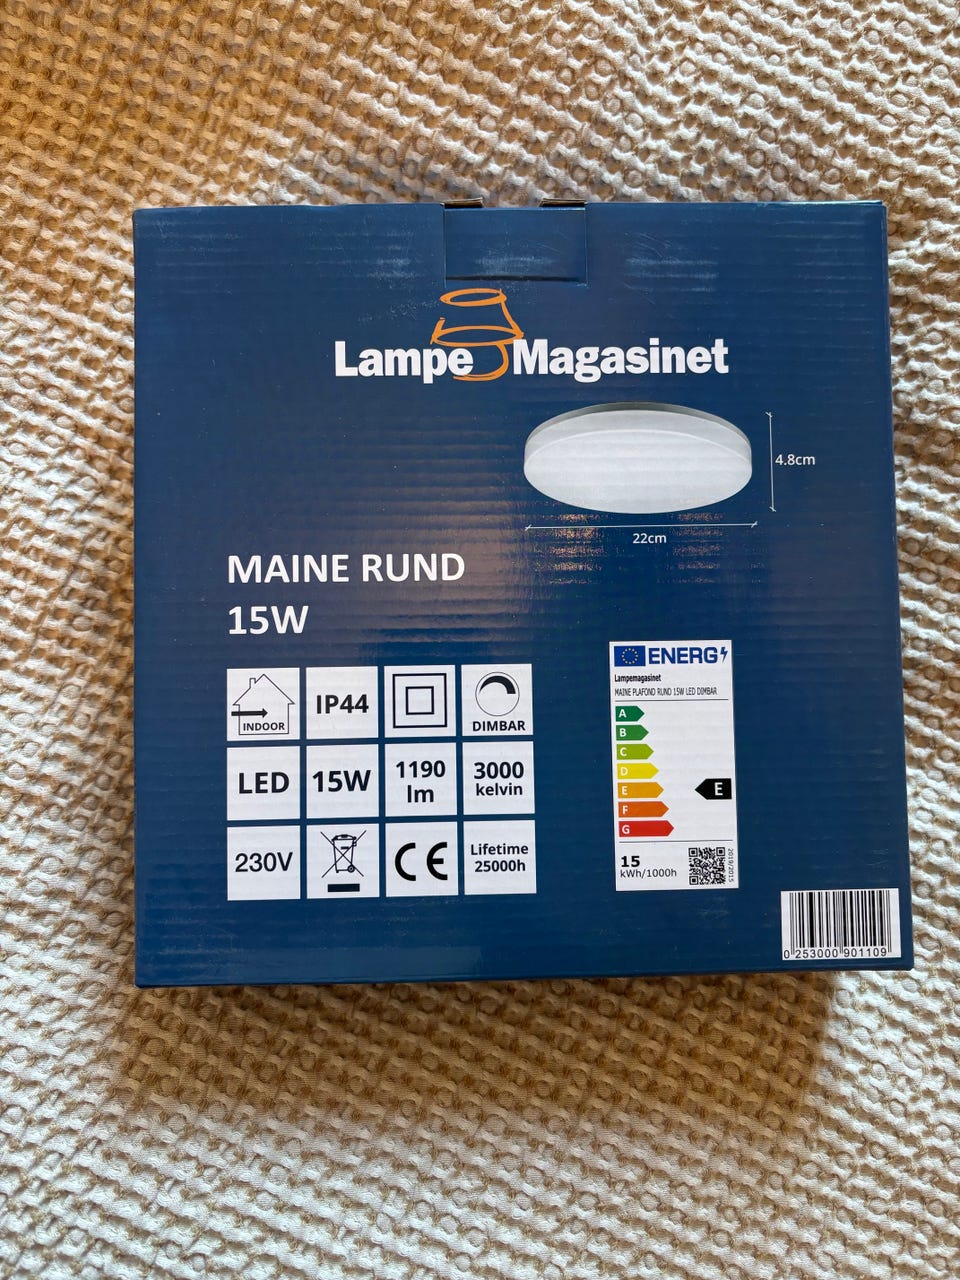 Lampe Magasinet
4.8cm
22cm
MAINE RUND
15W
INDOOR
IP44
DIMBAR
LED
15W
1190
lm
3000
kelvin
230V
CE
Lifetime
25000h
ENERG
Lampemagasinet
MAINE PLAFOND RUND 15W LED DIMBAR
A
B
C
D
E
F
G
E
15
kWh/1000h
2019/2015
0 253000 901109